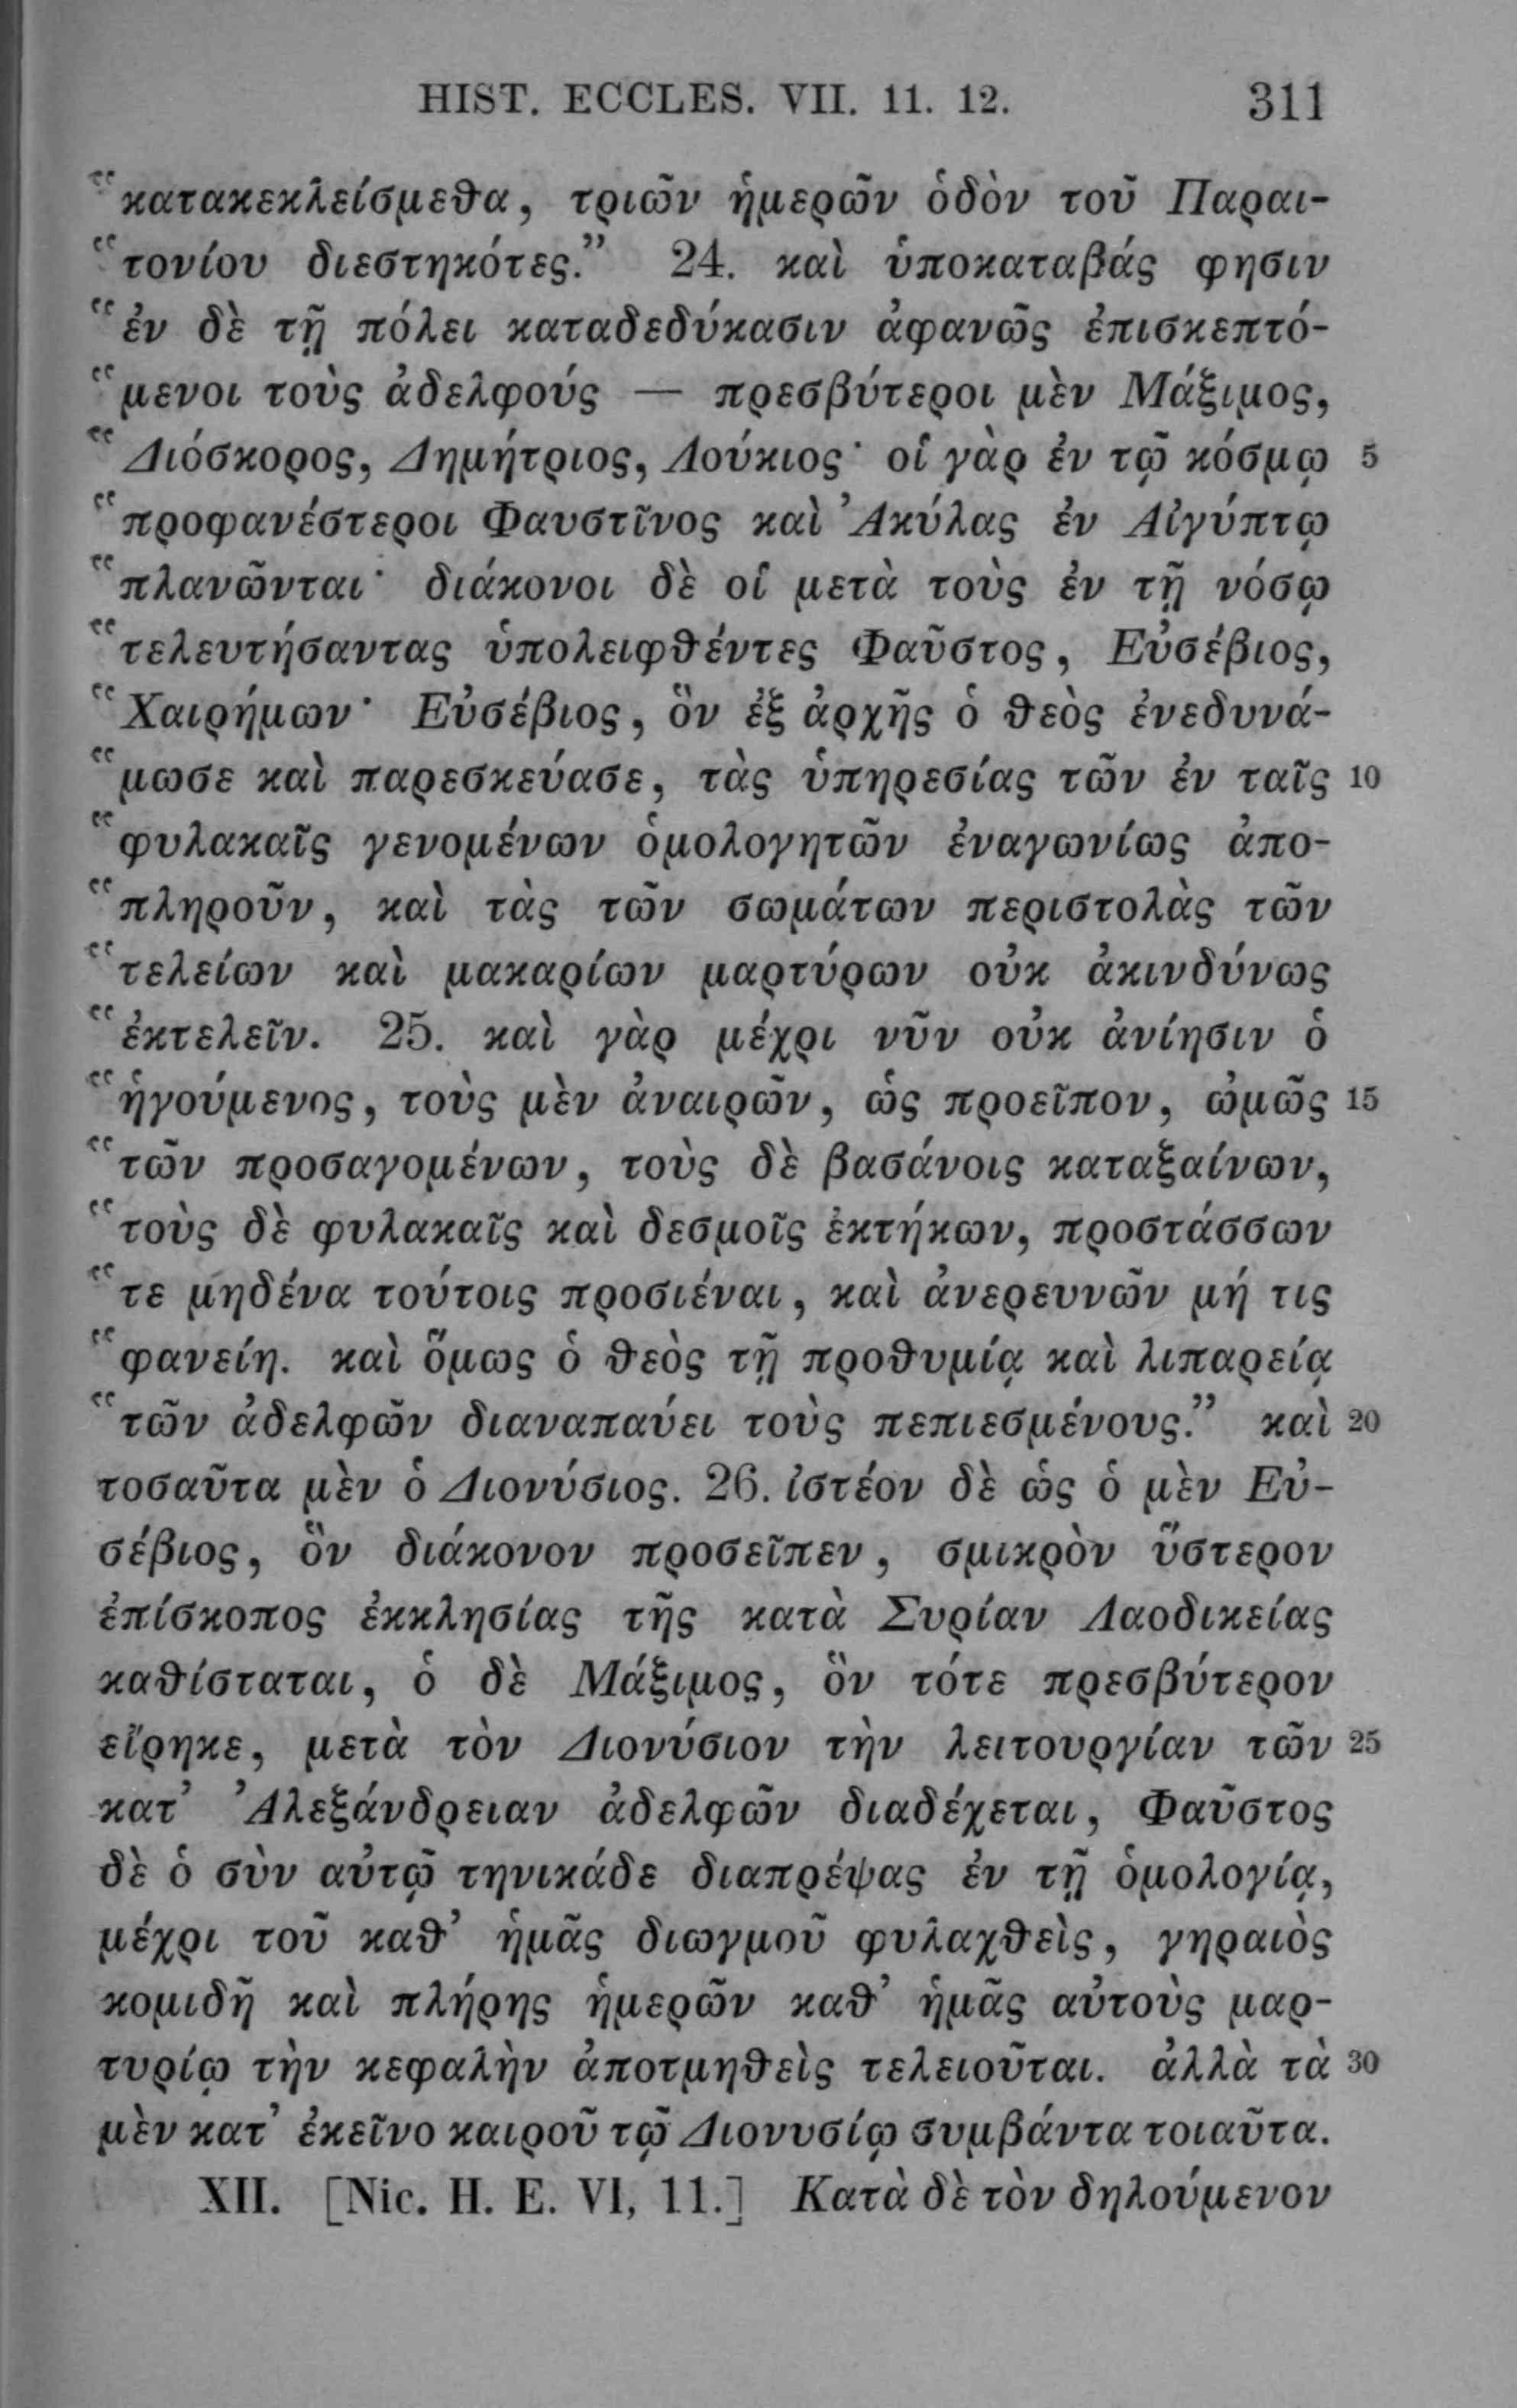 HIST. ECCLES. VII. 11. 12. 311
“κατακεκλείσμεθα, τριῶν ἡμερῶν ὁδὸν τοῦ Παραι-
“τονίου διεστηκότες.” 24. καὶ ὑποκαταβάς φησιν
“ἐν δὲ τῇ πόλει καταδεδύκασιν ἀφανῶς ἐπισκεπτό-
“μενοι τοὺς ἀδελφούς — πρεσβύτεροι μὲν Μάξιμος,
“Διόσκορος, Δημήτριος, Λούκιος· οἱ γὰρ ἐν τῷ κόσμῳ 5
“προφανέστεροι Φαυστῖνος καὶ Ἀκύλας ἐν Αἰγύπτῳ
“πλανῶνται· διάκονοι δὲ οἱ μετὰ τοὺς ἐν τῇ νόσῳ
“τελευτήσαντας ὑπολειφθέντες Φαῦστος, Εὐσέβιος,
“Χαιρήμων· Εὐσέβιος, ὃν ἐξ ἀρχῆς ὁ θεὸς ἐνεδυνά-
“μωσε καὶ παρεσκεύασε, τὰς ὑπηρεσίας τῶν ἐν ταῖς 10
“φυλακαῖς γενομένων ὁμολογητῶν ἐναγωνίως ἀπο-
“πληροῦν, καὶ τὰς τῶν σωμάτων περιστολὰς τῶν
“τελείων καὶ μακαρίων μαρτύρων οὐκ ἀκινδύνως
“ἐκτελεῖν. 25. καὶ γὰρ μέχρι νῦν οὐκ ἀνίησιν ὁ
“ἡγούμενος, τοὺς μὲν ἀναιρῶν, ὡς προεῖπον, ὠμῶς 15
“τῶν προσαγομένων, τοὺς δὲ βασάνοις καταξαίνων,
“τοὺς δὲ φυλακαῖς καὶ δεσμοῖς ἐκτήκων, προστάσσων
“τε μηδένα τούτοις προσιέναι, καὶ ἀνερευνῶν μή τις
“φανείη. καὶ ὅμως ὁ θεὸς τῇ προθυμίᾳ καὶ λιπαρείᾳ
“τῶν ἀδελφῶν διαναπαύει τοὺς πεπιεσμένους.” καὶ 20
τοσαῦτα μὲν ὁ Διονύσιος. 26. ἰστέον δὲ ὡς ὁ μὲν Εὐ-
σέβιος, ὃν διάκονον προσεῖπεν, σμικρὸν ὕστερον
ἐπίσκοπος ἐκκλησίας τῆς κατὰ Συρίαν Λαοδικείας
καθίσταται, ὁ δὲ Μάξιμος, ὃν τότε πρεσβύτερον
εἴρηκε, μετὰ τὸν Διονύσιον τὴν λειτουργίαν τῶν 25
κατ’ Ἀλεξάνδρειαν ἀδελφῶν διαδέχεται, Φαῦστος
δὲ ὁ σὺν αὐτῷ τηνικάδε διαπρέψας ἐν τῇ ὁμολογίᾳ,
μέχρι τοῦ καθ’ ἡμᾶς διωγμοῦ φυλαχθεὶς, γηραιὸς
κομιδῆ καὶ πλήρης ἡμερῶν καθ’ ἡμᾶς αὐτοὺς μαρ-
τυρίῳ τὴν κεφαλὴν ἀποτμηθεὶς τελειοῦται. ἀλλὰ τὰ 30
μὲν κατ’ ἐκεῖνο καιροῦ τῷ Διονυσίῳ συμβάντα τοιαῦτα.
XII. [Nic. H. E. VI, 11.] Κατὰ δὲ τὸν δηλούμενον